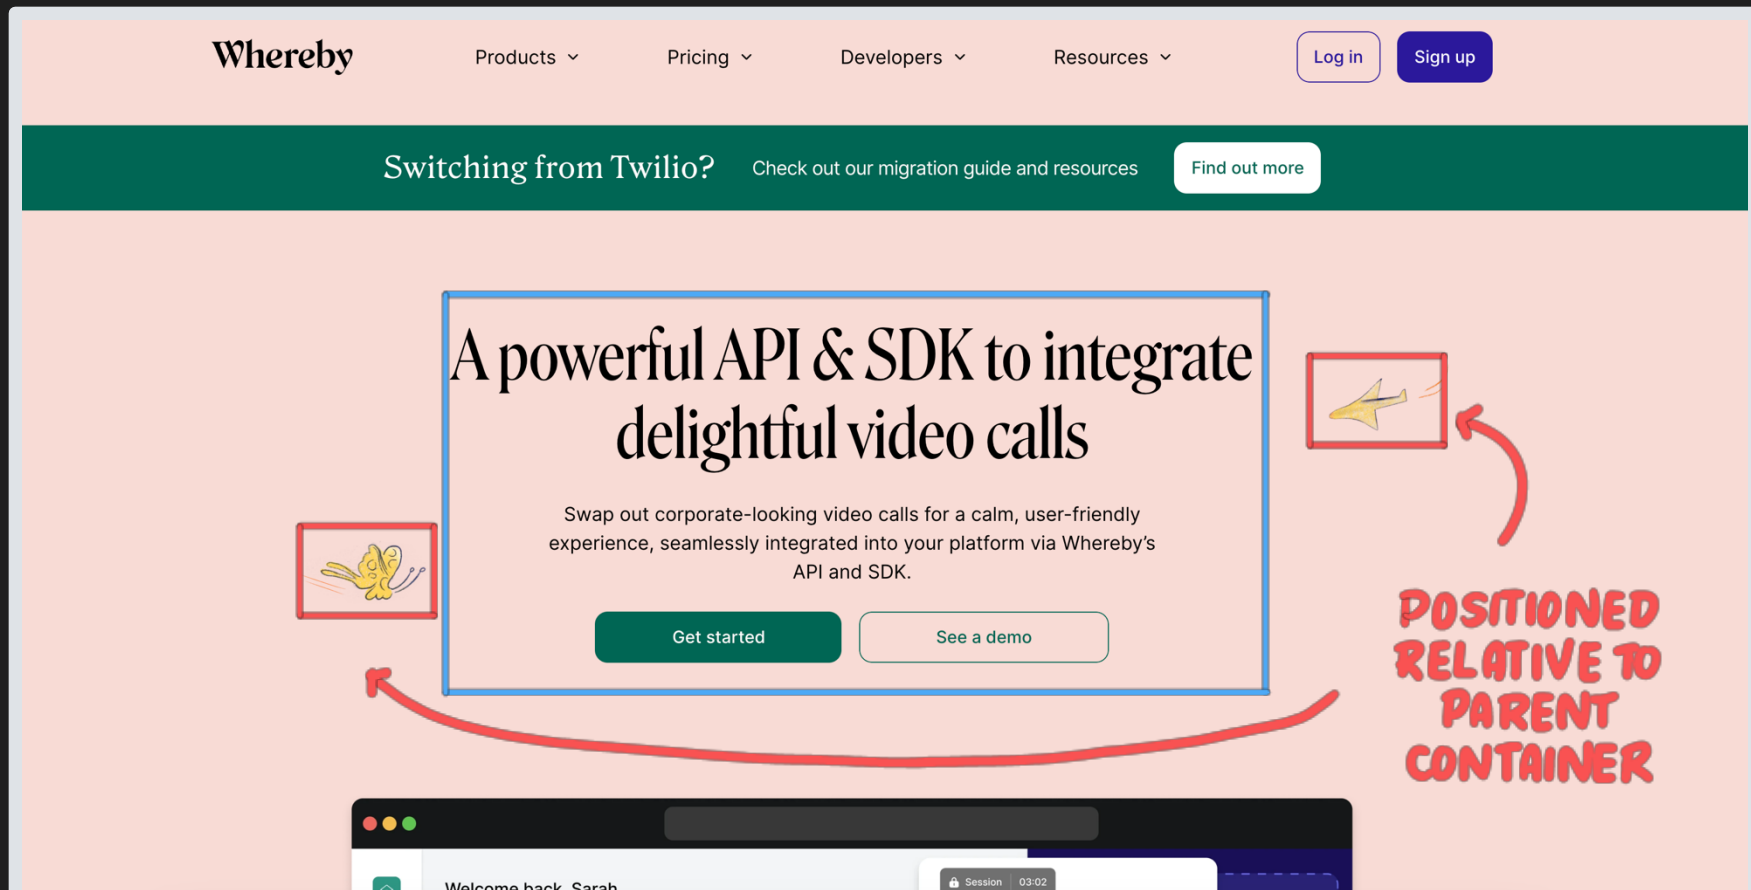 Whereby
Products
Pricing
Developers
Resources
Log in
Sign up
Switching from Twilio?
Check out our migration guide and resources
Find out more
A powerful API & SDK to integrate
delightful video calls
Swap out corporate-looking video calls for a calm, user-friendly
experience, seamlessly integrated into your platform via Whereby’s
API and SDK.
Get started
See a demo
POSITIONED
RELATIVE TO
PARENT
CONTAINER
Welcome back, Sarah
Session
03:02